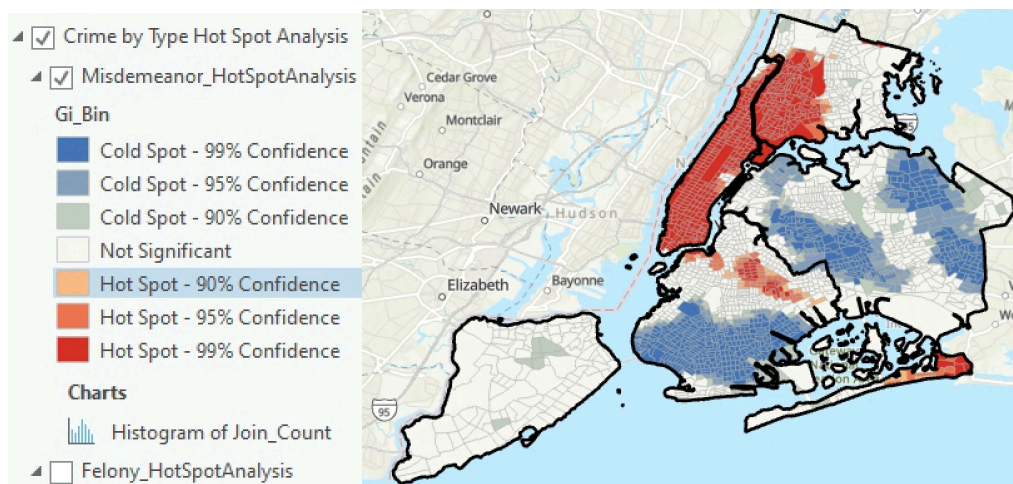 Crime by Type Hot Spot Analysis
Misdemeanor_HotSpotAnalysis
Gi_Bin
Cold Spot - 99% Confidence
Cold Spot - 95% Confidence
Cold Spot - 90% Confidence
Not Significant
Hot Spot - 90% Confidence
Hot Spot - 95% Confidence
Hot Spot - 99% Confidence
Charts
Histogram of Join_Count
Felony_HotSpotAnalysis
Cedar Grove
Verona
Montclair
Orange
Newark
Hudson
Elizabeth
Bayonne
95